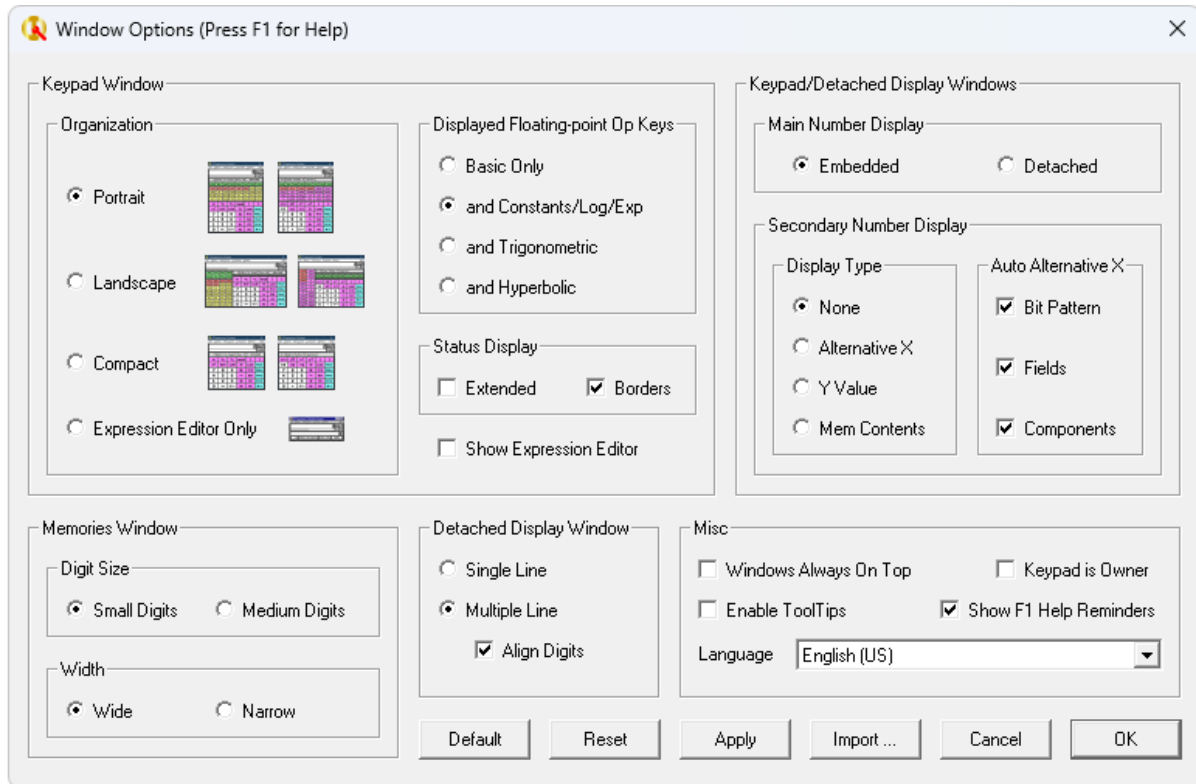 Window Options (Press F1 for Help)
Keypad Window
Organization
Portrait
Landscape
Compact
Expression Editor Only
Displayed Floating-point Op Keys
Basic Only
and Constants/Log/Exp
and Trigonometric
and Hyperbolic
Status Display
Extended Borders
Show Expression Editor
Keypad/Detached Display Windows
Main Number Display
Embedded Detached
Secondary Number Display
Display Type
None
Alternative X
Y Value
Mem Contents
Auto Alternative X
Bit Pattern
Fields
Components
Memories Window
Digit Size
Small Digits Medium Digits
Width
Wide Narrow
Detached Display Window
Single Line
Multiple Line
Align Digits
Misc
Windows Always On Top Keypad is Owner
Enable ToolTips Show F1 Help Reminders
Language English (US)
Default Reset Apply Import ... Cancel OK